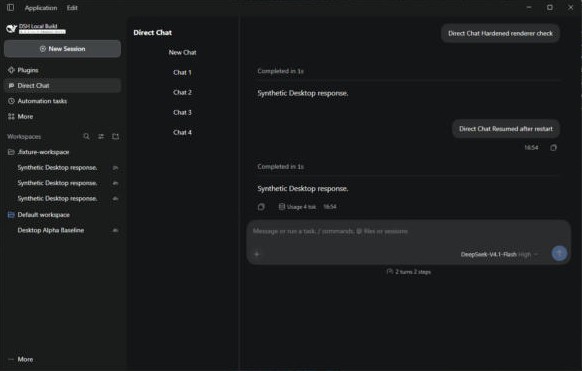 Application Edit
DSH Local Build
New Session
Plugins
Direct Chat
Automation tasks
More
Workspaces
.fixture-workspace
Synthetic Desktop response. 2h
Synthetic Desktop response. 4h
Synthetic Desktop response. 4h
Default workspace
Desktop Alpha Baseline 4h
More
Direct Chat
New Chat
Chat 1
Chat 2
Chat 3
Chat 4
Direct Chat Hardened renderer check
Completed in 1s
Synthetic Desktop response.
Direct Chat Resumed after restart
16:54
Completed in 1s
Synthetic Desktop response.
Usage 4 tok 16:54
Message or run a task, / commands, @ files or sessions
DeepSeek-V4.1-Flash High
2 turns 2 steps